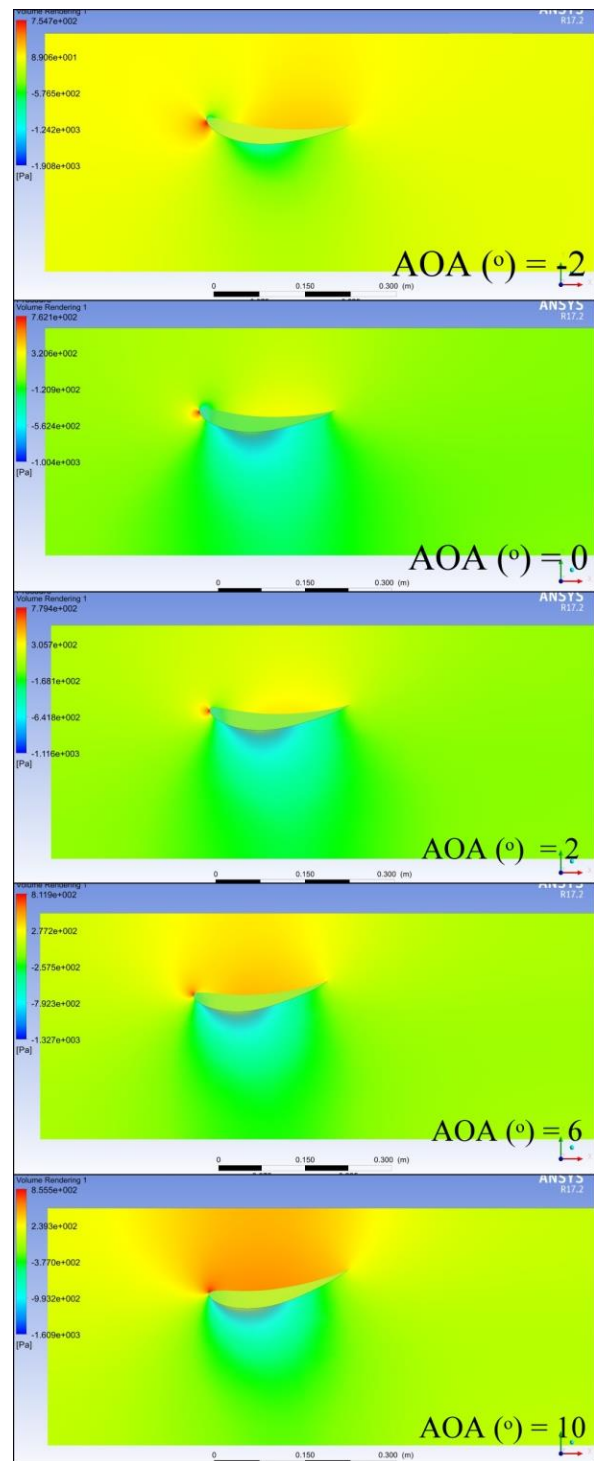 Volume Rendering 1
ANSYS
R17.2
7.547e+002
8.906e+001
-5.765e+002
-1.242e+003
-1.908e+003
[Pa]
AOA (°) = -2
0 0.150 0.300 (m)
ANSYS
R17.2
Volume Rendering 1
7.621e+002
3.206e+002
-1.209e+002
-5.624e+002
-1.004e+003
[Pa]
AOA (°) = 0
0 0.150 0.300 (m)
ANSYS
R17.2
Volume Rendering 1
7.794e+002
3.057e+002
-1.681e+002
-6.418e+002
-1.116e+003
[Pa]
AOA (°) = 2
0 0.150 0.300 (m)
ANSYS
R17.2
Volume Rendering 1
8.119e+002
2.772e+002
-2.575e+002
-7.923e+002
-1.327e+003
[Pa]
AOA (°) = 6
0 0.150 0.300 (m)
ANSYS
R17.2
Volume Rendering 1
8.555e+002
2.393e+002
-3.770e+002
-9.932e+002
-1.609e+003
[Pa]
AOA (°) = 10
0 0.150 0.300 (m)